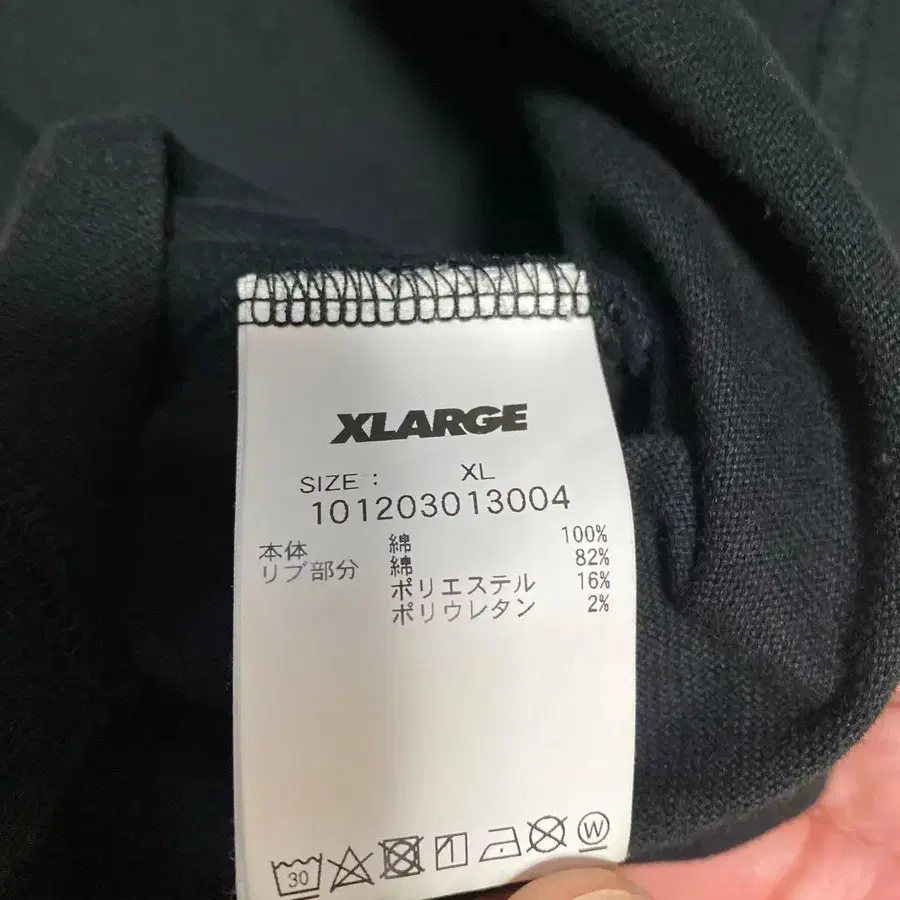 XLARGE
SIZE : XL
101203013004
本体 綿 100%
リブ部分 綿 82%
ポリエステル 16%
ポリウレタン 2%
30 W